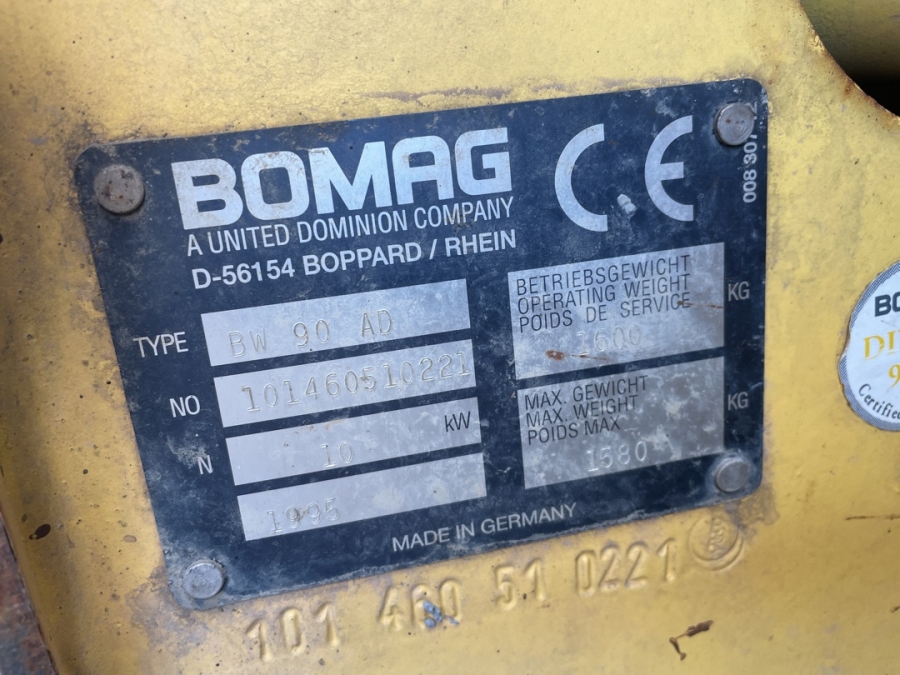 BOMAG
A UNITED DOMINION COMPANY
D-56154 BOPPARD / RHEIN
CE
TYPE BW 90 AD
NO 101460510221
N 10 kW
1995
BETRIEBSGEWICHT
OPERATING WEIGHT
POIDS DE SERVICE
1600 KG
MAX. GEWICHT
MAX. WEIGHT
POIDS MAX
1580 KG
MADE IN GERMANY
101 460 51 0221